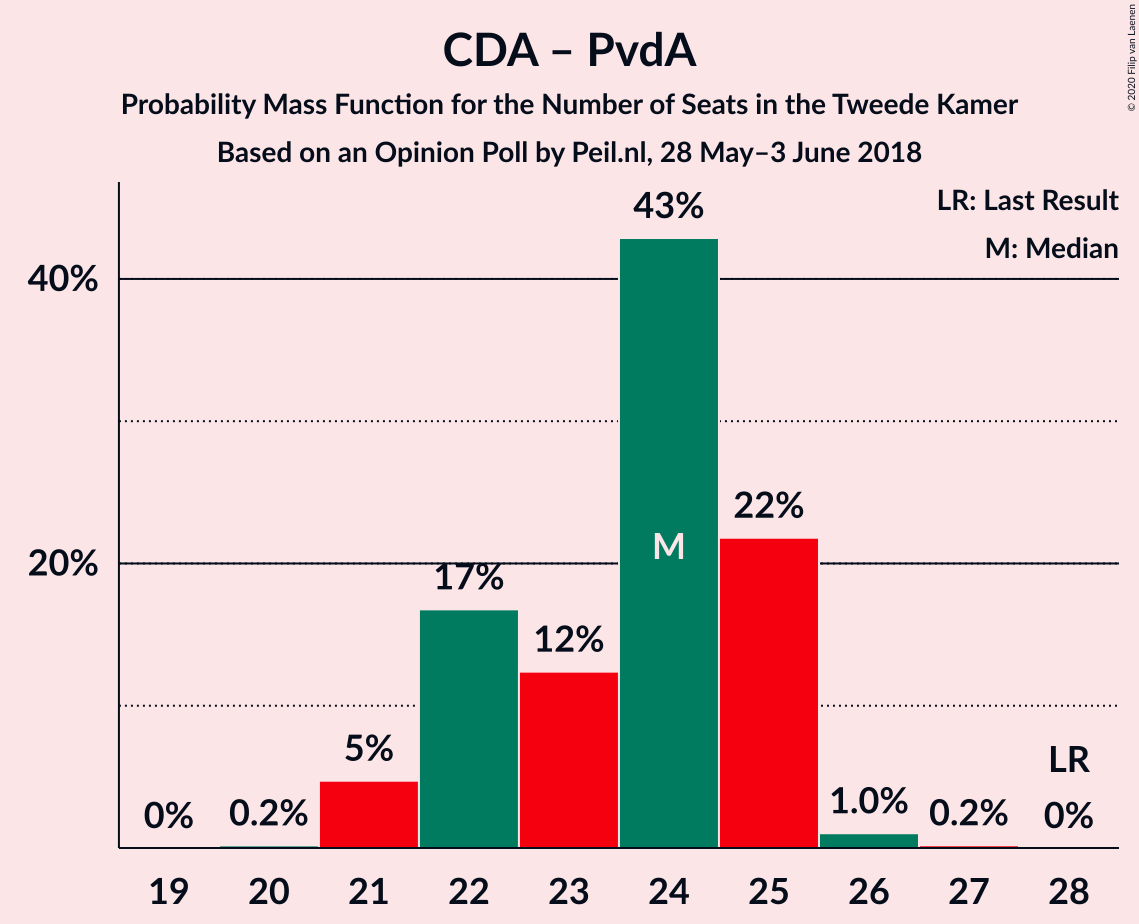 CDA – PvdA
Probability Mass Function for the Number of Seats in the Tweede Kamer
Based on an Opinion Poll by Peil.nl, 28 May–3 June 2018
© 2020 Filip van Laenen
LR: Last Result
M: Median
43%
40%
22%
M
20%
17%
12%
5%
LR
0%
0.2%
1.0%
0.2%
0%
19
20
21
22
23
24
25
26
27
28